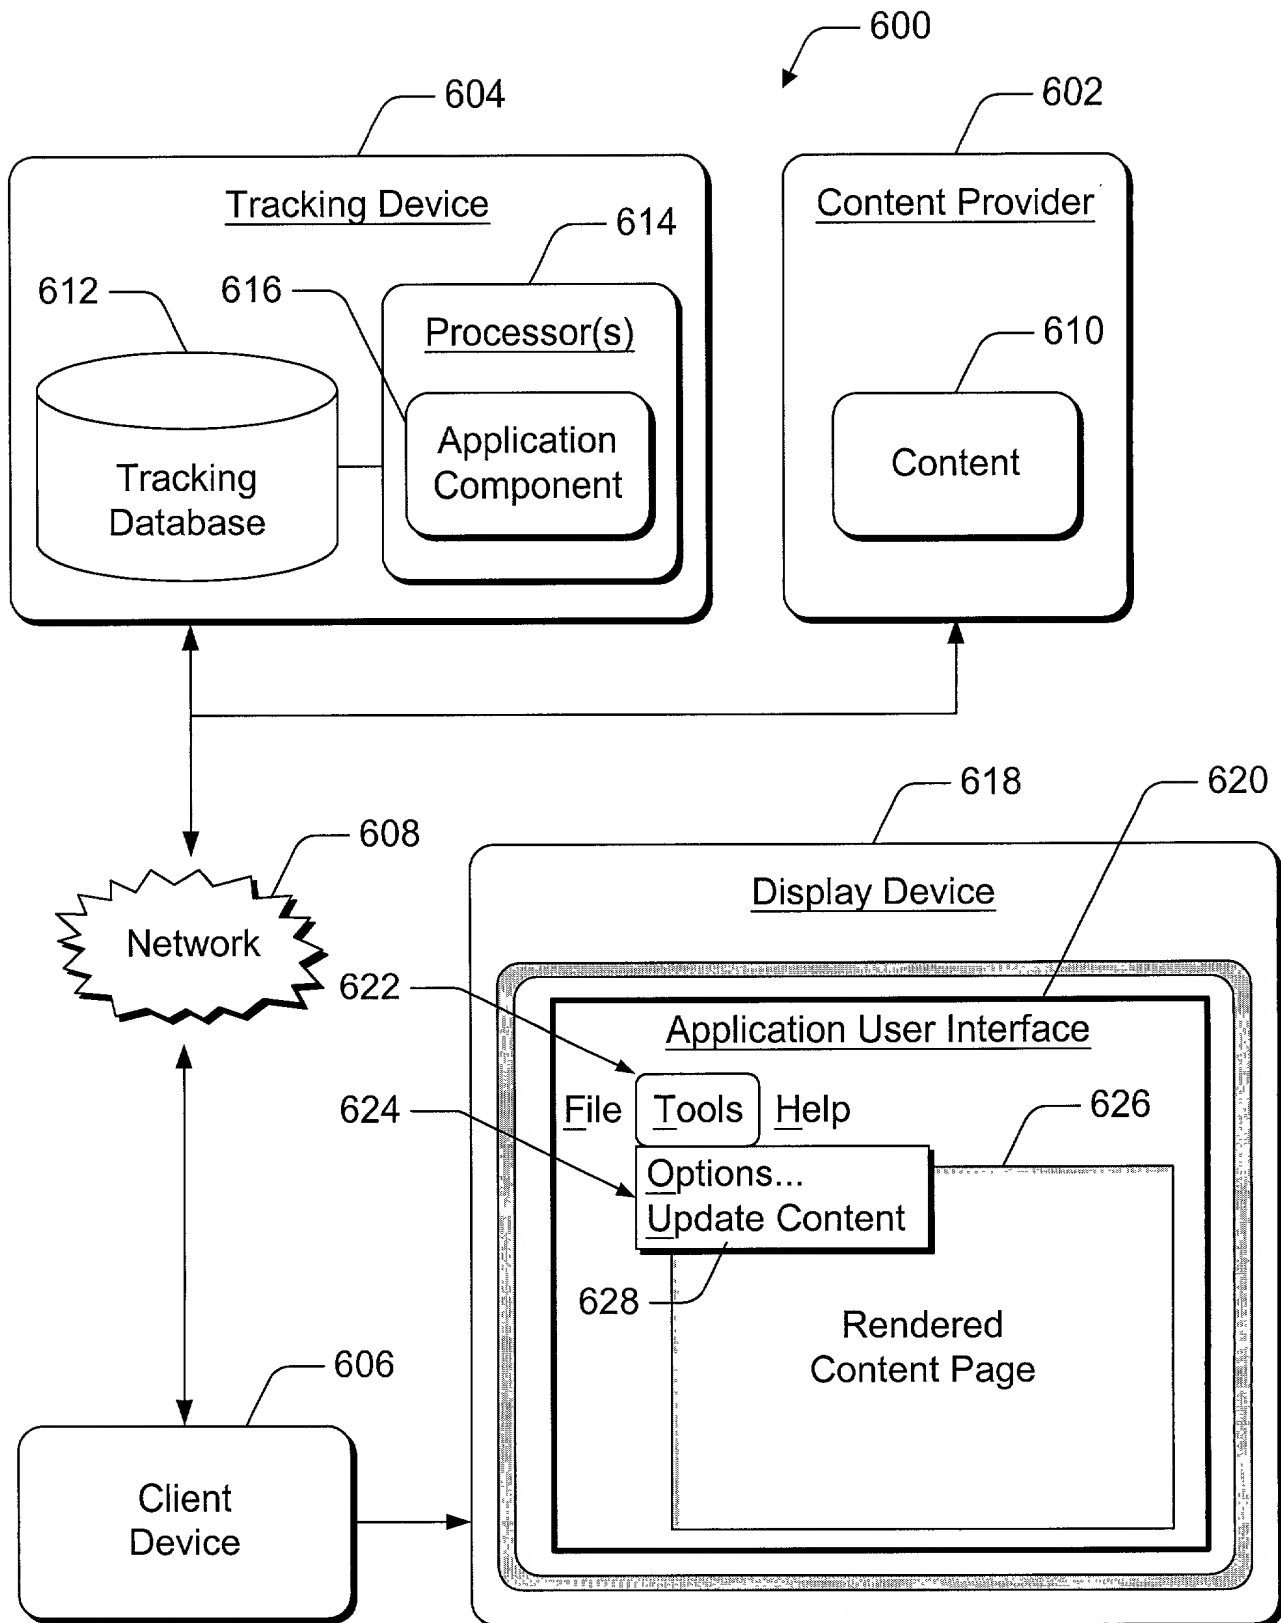 600
604
602
Tracking Device
Content Provider
614
612
616
610
Processor(s)
Application
Component
Content
Tracking
Database
618
620
608
Display Device
Network
622
Application User Interface
624
File Tools Help
626
Options...
Update Content
628
Rendered
Content Page
606
Client
Device